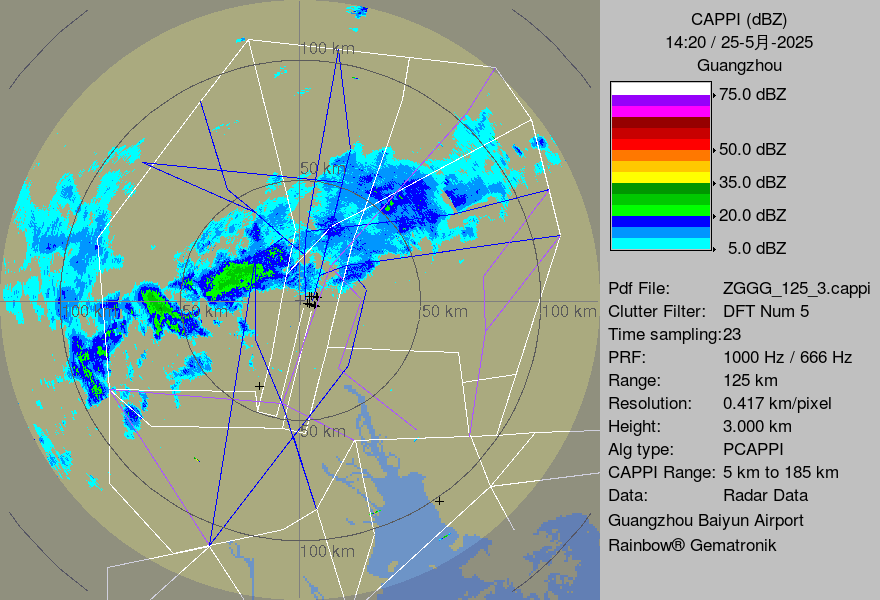 CAPPI (dBZ)
14:20 / 25-5月-2025
Guangzhou
75.0 dBZ
50.0 dBZ
35.0 dBZ
20.0 dBZ
5.0 dBZ
Pdf File: ZGGG_125_3.cappi
Clutter Filter: DFT Num 5
Time sampling:23
PRF: 1000 Hz / 666 Hz
Range: 125 km
Resolution: 0.417 km/pixel
Height: 3.000 km
Alg type: PCAPPI
CAPPI Range: 5 km to 185 km
Data: Radar Data
Guangzhou Baiyun Airport
Rainbow® Gematronik
100 km
50 km
100 km
50 km
50 km
100 km
50 km
100 km